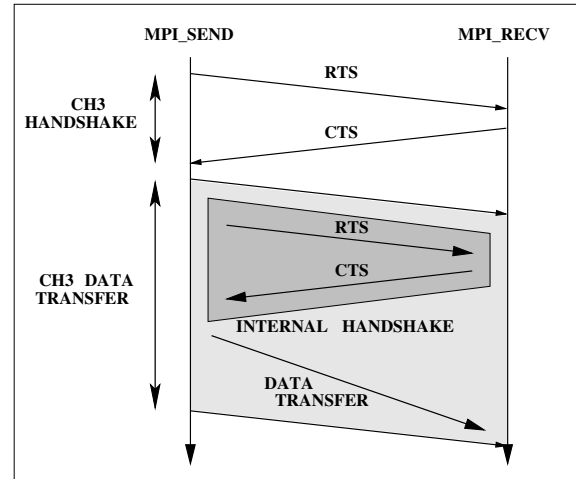 MPI_SEND
MPI_RECV
RTS
CH3
HANDSHAKE
CTS
RTS
CTS
CH3 DATA
TRANSFER
INTERNAL HANDSHAKE
DATA
TRANSFER